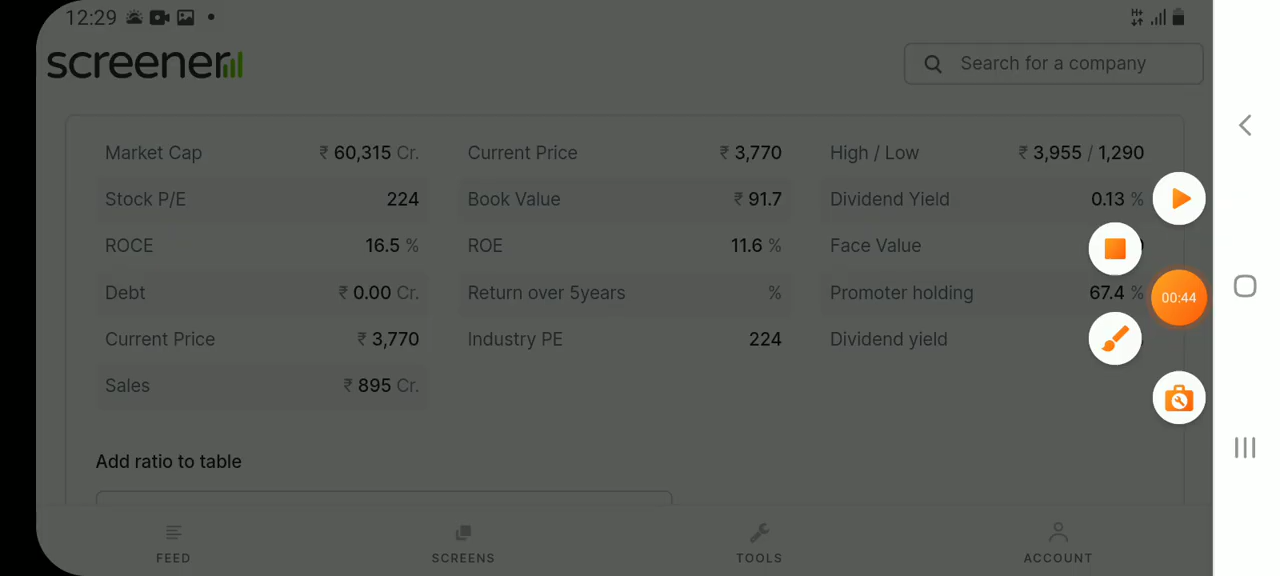 12:29
screener
Search for a company
Market Cap ₹ 60,315 Cr. Current Price ₹ 3,770 High / Low ₹ 3,955 / 1,290
Stock P/E 224 Book Value ₹ 91.7 Dividend Yield 0.13 %
ROCE 16.5 % ROE 11.6 % Face Value
Debt ₹ 0.00 Cr. Return over 5years % Promoter holding 67.4 %
00:44
Current Price ₹ 3,770 Industry PE 224 Dividend yield
Sales ₹ 895 Cr.
Add ratio to table
FEED SCREENS TOOLS ACCOUNT